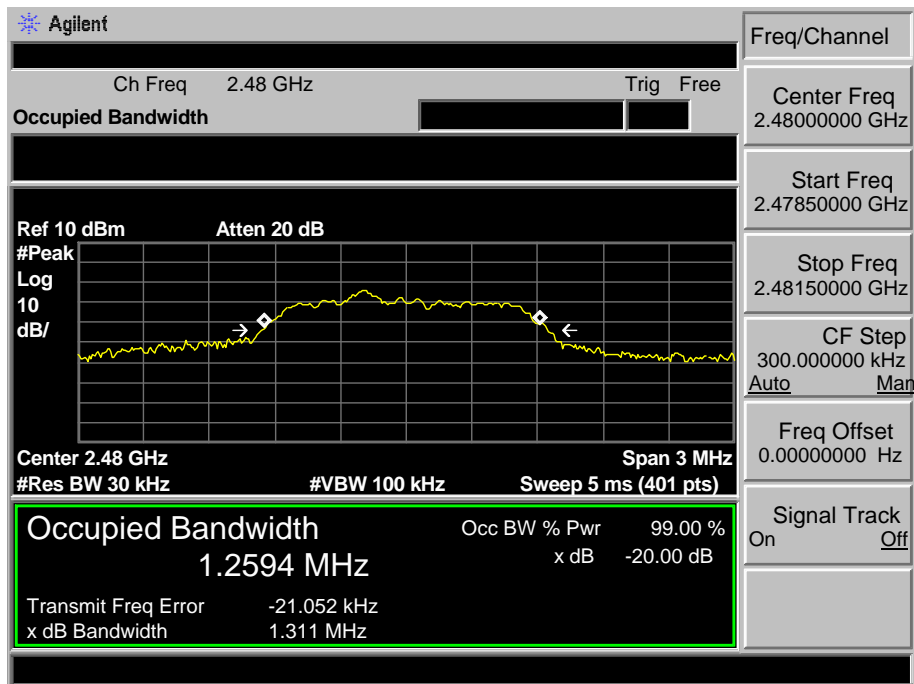 Agilent
Freq/Channel
Ch Freq 2.48 GHz Trig Free
Occupied Bandwidth
Center Freq
2.48000000 GHz
Start Freq
2.47850000 GHz
Ref 10 dBm Atten 20 dB
#Peak
Log
10
dB/
Stop Freq
2.48150000 GHz
CF Step
300.000000 kHz
Auto Man
Freq Offset
0.00000000 Hz
Center 2.48 GHz Span 3 MHz
#Res BW 30 kHz #VBW 100 kHz Sweep 5 ms (401 pts)
Signal Track
On Off
Occupied Bandwidth
1.2594 MHz
Occ BW % Pwr 99.00 %
x dB -20.00 dB
Transmit Freq Error -21.052 kHz
x dB Bandwidth 1.311 MHz